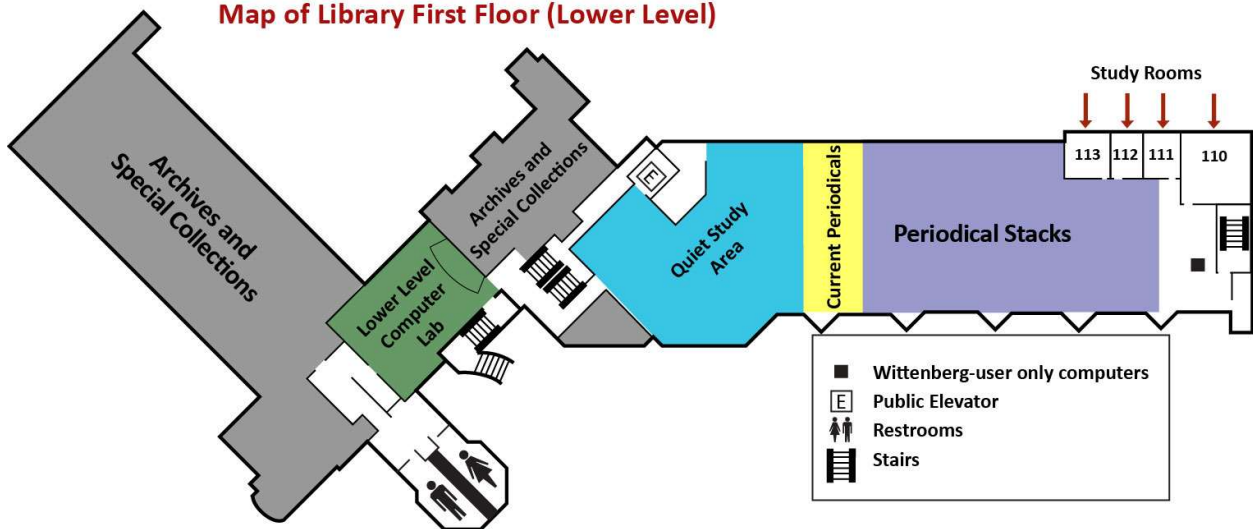 Map of Library First Floor (Lower Level)
Archives and
Special Collections
Archives and
Special Collections
Lower Level
Computer
Lab
E
Quiet Study
Area
Current Periodicals
Periodical Stacks
Study Rooms
113
112
111
110
Wittenberg-user only computers
E
Public Elevator
Restrooms
Stairs